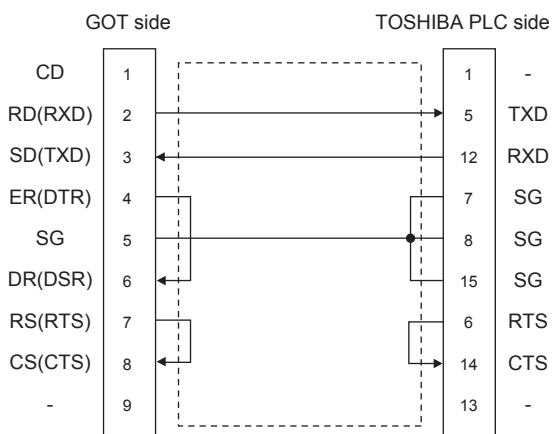 GOT side TOSHIBA PLC side
CD 1 1 -
RD(RXD) 2 5 TXD
SD(TXD) 3 12 RXD
ER(DTR) 4 7 SG
SG 5 8 SG
DR(DSR) 6 15 SG
RS(RTS) 7 6 RTS
CS(CTS) 8 14 CTS
- 9 13 -